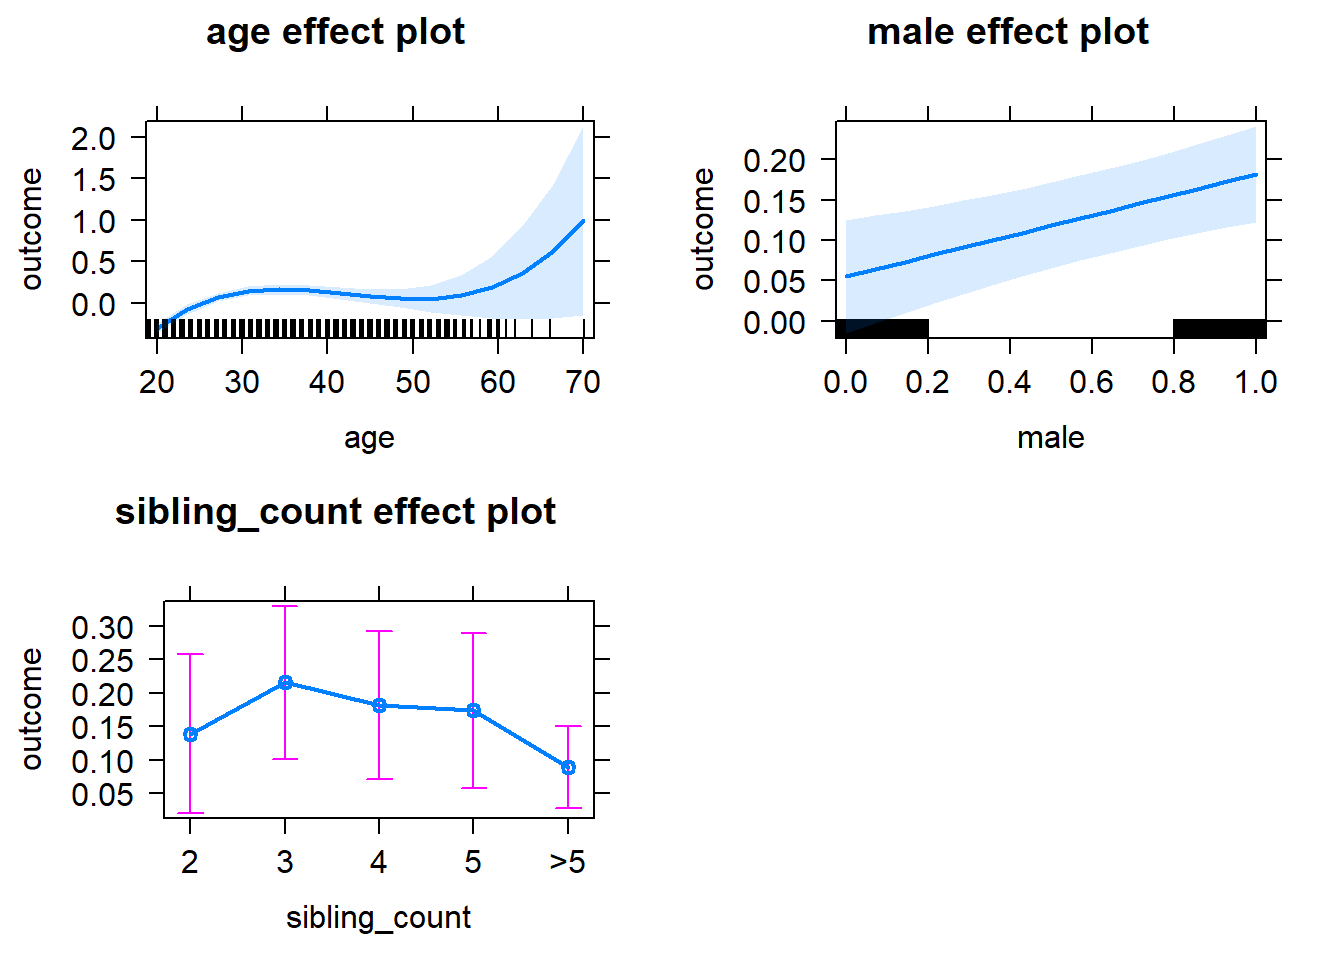 age effect plot
outcome
2.0
1.5
1.0
0.5
0.0
20 30 40 50 60 70
age
male effect plot
outcome
0.20
0.15
0.10
0.05
0.00
0.0 0.2 0.4 0.6 0.8 1.0
male
sibling_count effect plot
outcome
0.30
0.25
0.20
0.15
0.10
0.05
2 3 4 5 >5
sibling_count